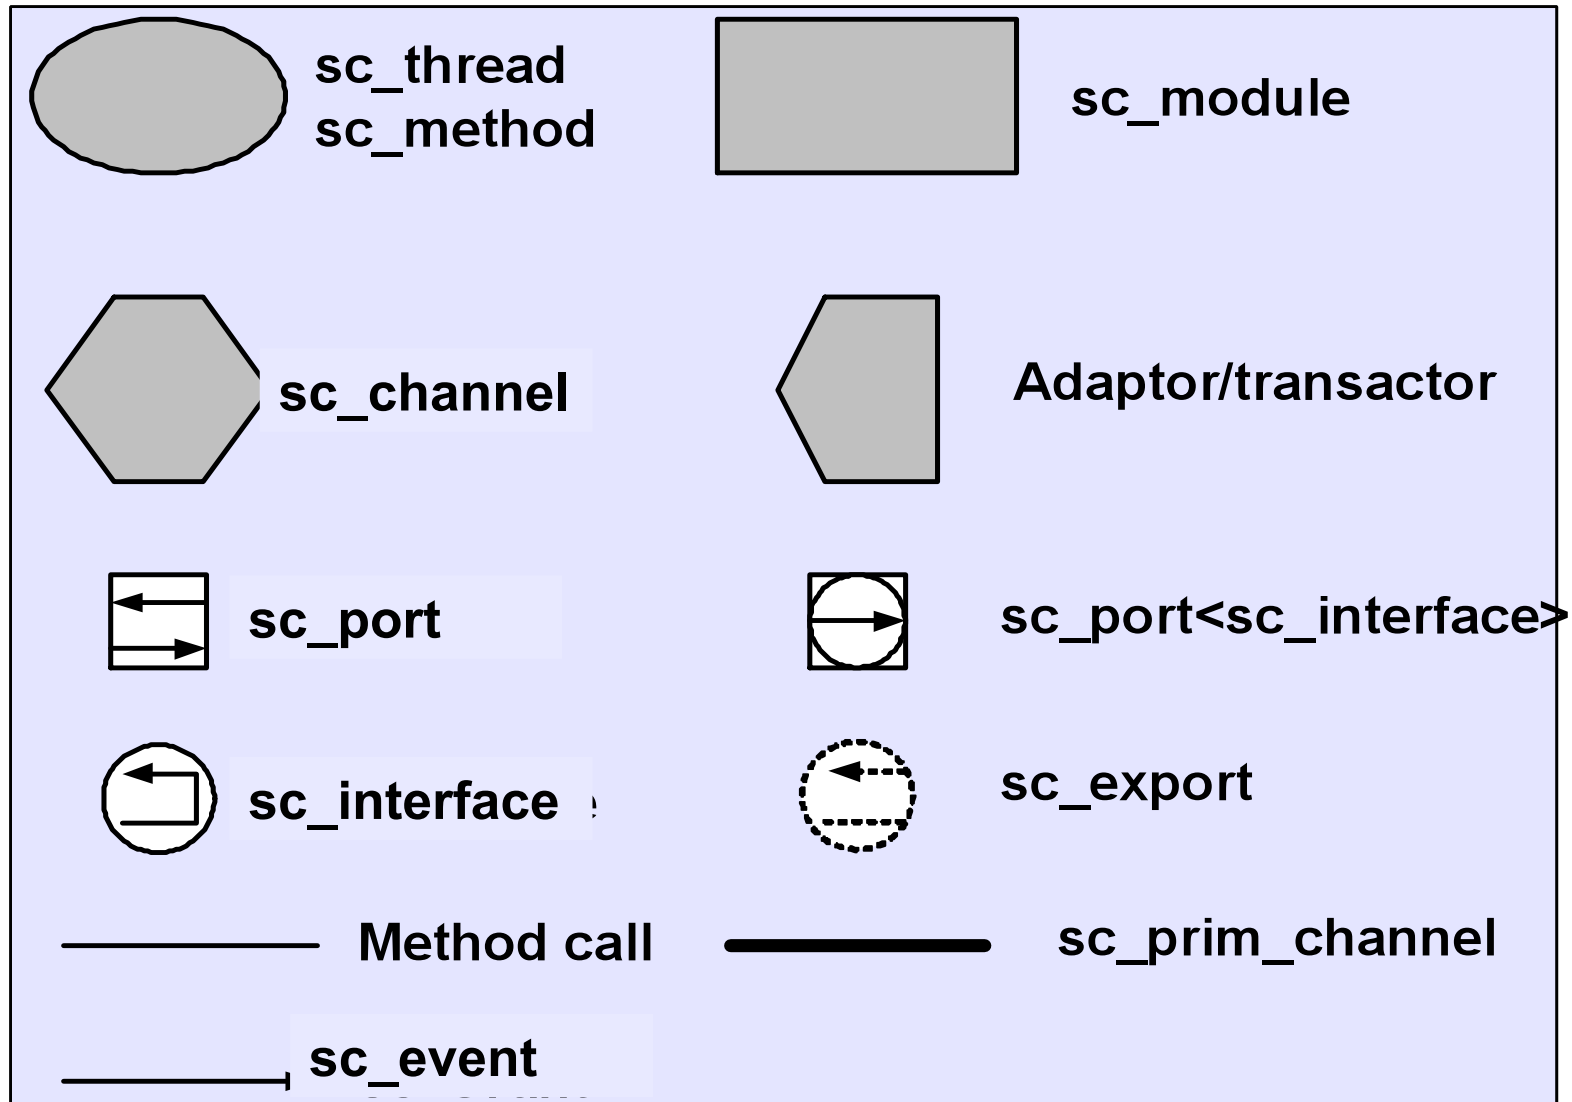 sc_thread
sc_method
sc_module
sc_channel
Adaptor/transactor
sc_port
sc_port<sc_interface>
sc_interface
sc_export
Method call
sc_prim_channel
sc_event